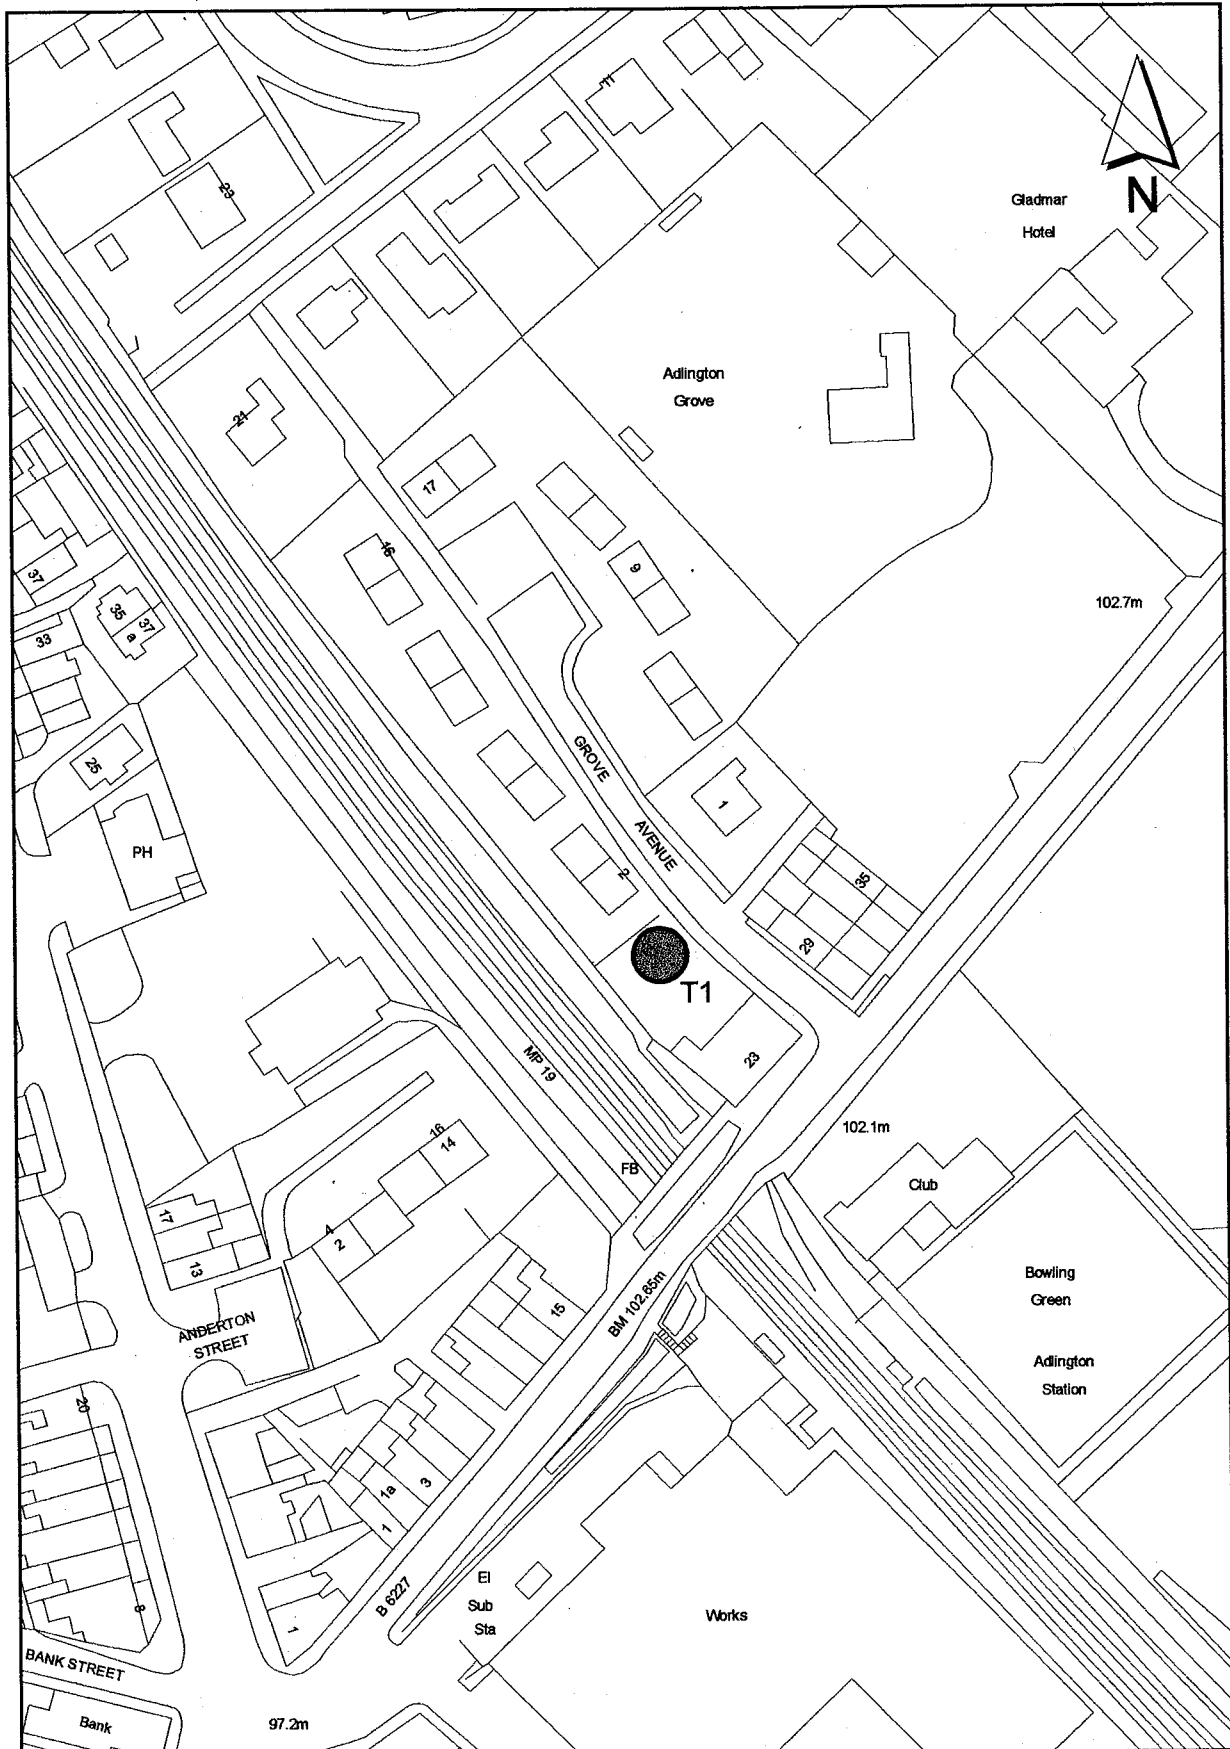 11
23
Gladmar
Hotel
N
21
Adlington
Grove
17
16
9
37
35
a
37
33
102.7m
25
GROVE
AVENUE
1
PH
2
35
29
T1
MP 19
23
102.1m
16
14
FB
Club
17
4
2
13
Bowling
Green
ANDERTON
STREET
15
BM 102.65m
Adlington
Station
20
3
1a
1
B 6227
El
Sub
Sta
8
1
Works
BANK STREET
Bank
97.2m